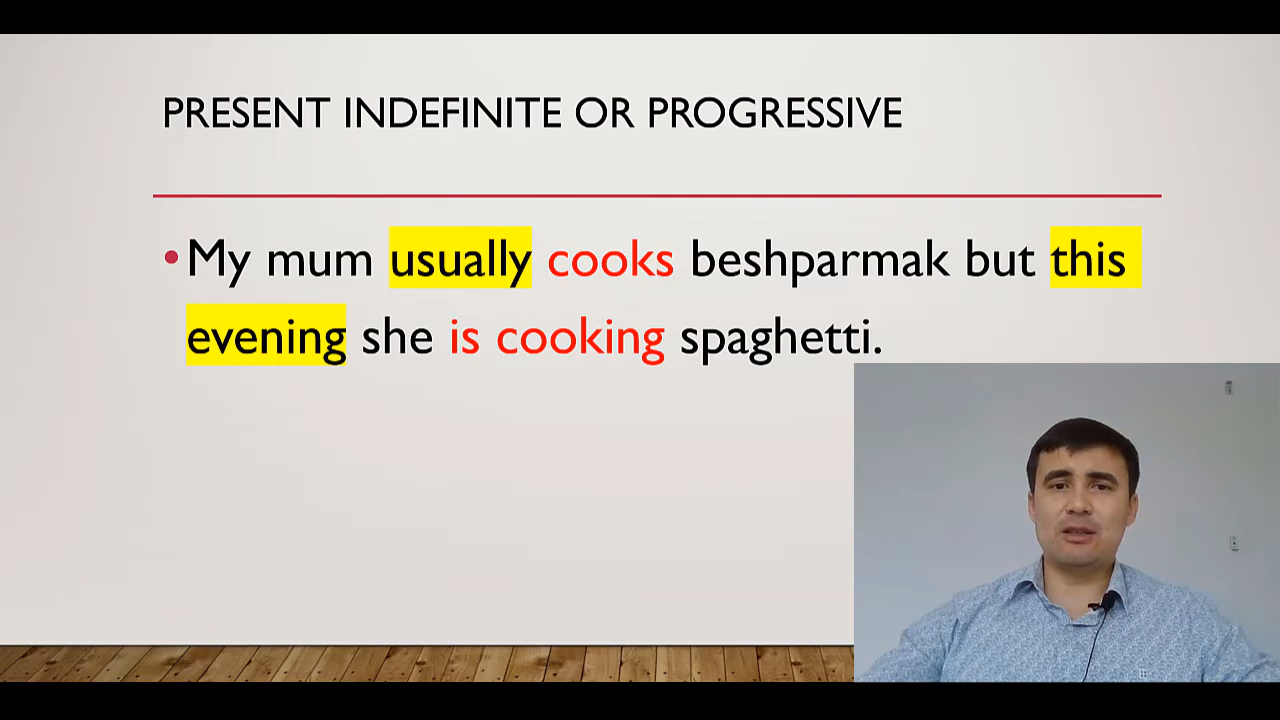 PRESENT INDEFINITE OR PROGRESSIVE
•My mum usually cooks beshparmak but this
evening she is cooking spaghetti.